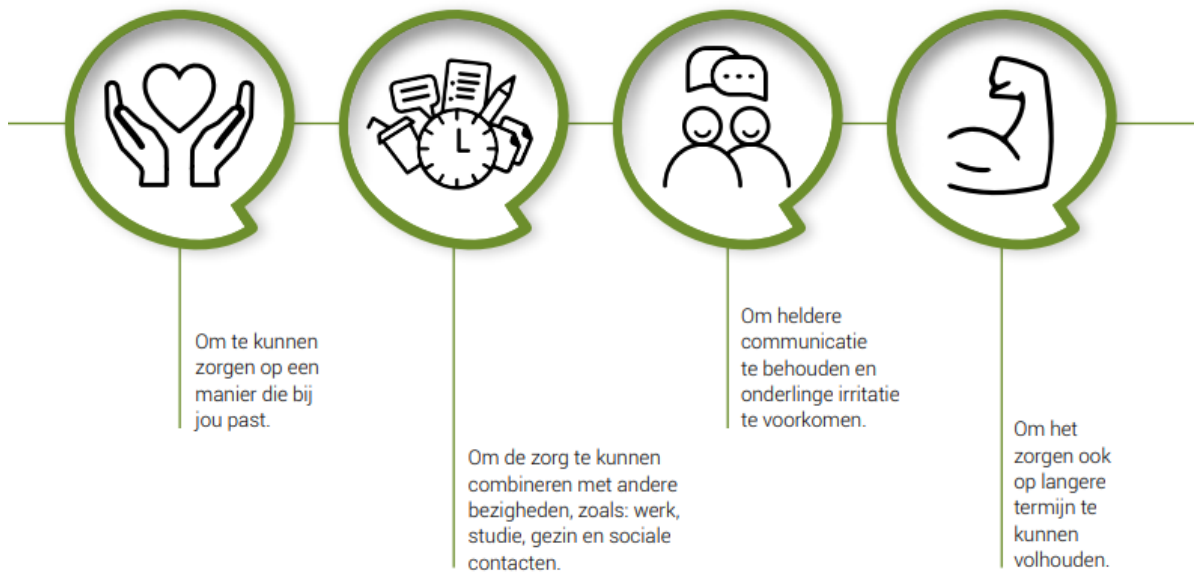 Om te kunnen
zorgen op een
manier die bij
jou past.
Om de zorg te kunnen
combineren met andere
bezigheden, zoals: werk,
studie, gezin en sociale
contacten.
Om heldere
communicatie
te behouden en
onderlinge irritatie
te voorkomen.
Om het
zorgen ook
op langere
termijn te
kunnen
volhouden.